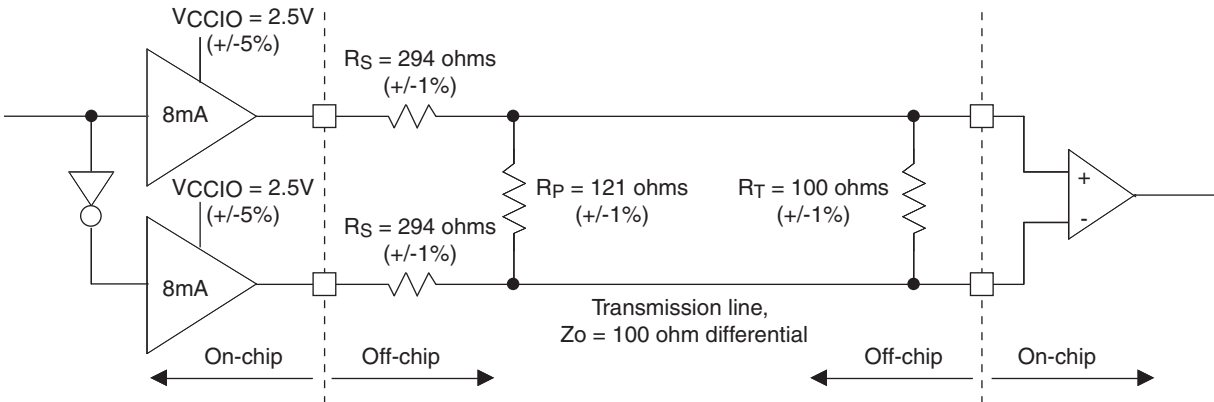 VCCIO = 2.5V
(+/-5%)
8mA
RS = 294 ohms
(+/-1%)
VCCIO = 2.5V
(+/-5%)
8mA
RS = 294 ohms
(+/-1%)
RP = 121 ohms
(+/-1%)
RT = 100 ohms
(+/-1%)
+
-
Transmission line,
Zo = 100 ohm differential
On-chip
Off-chip
Off-chip
On-chip